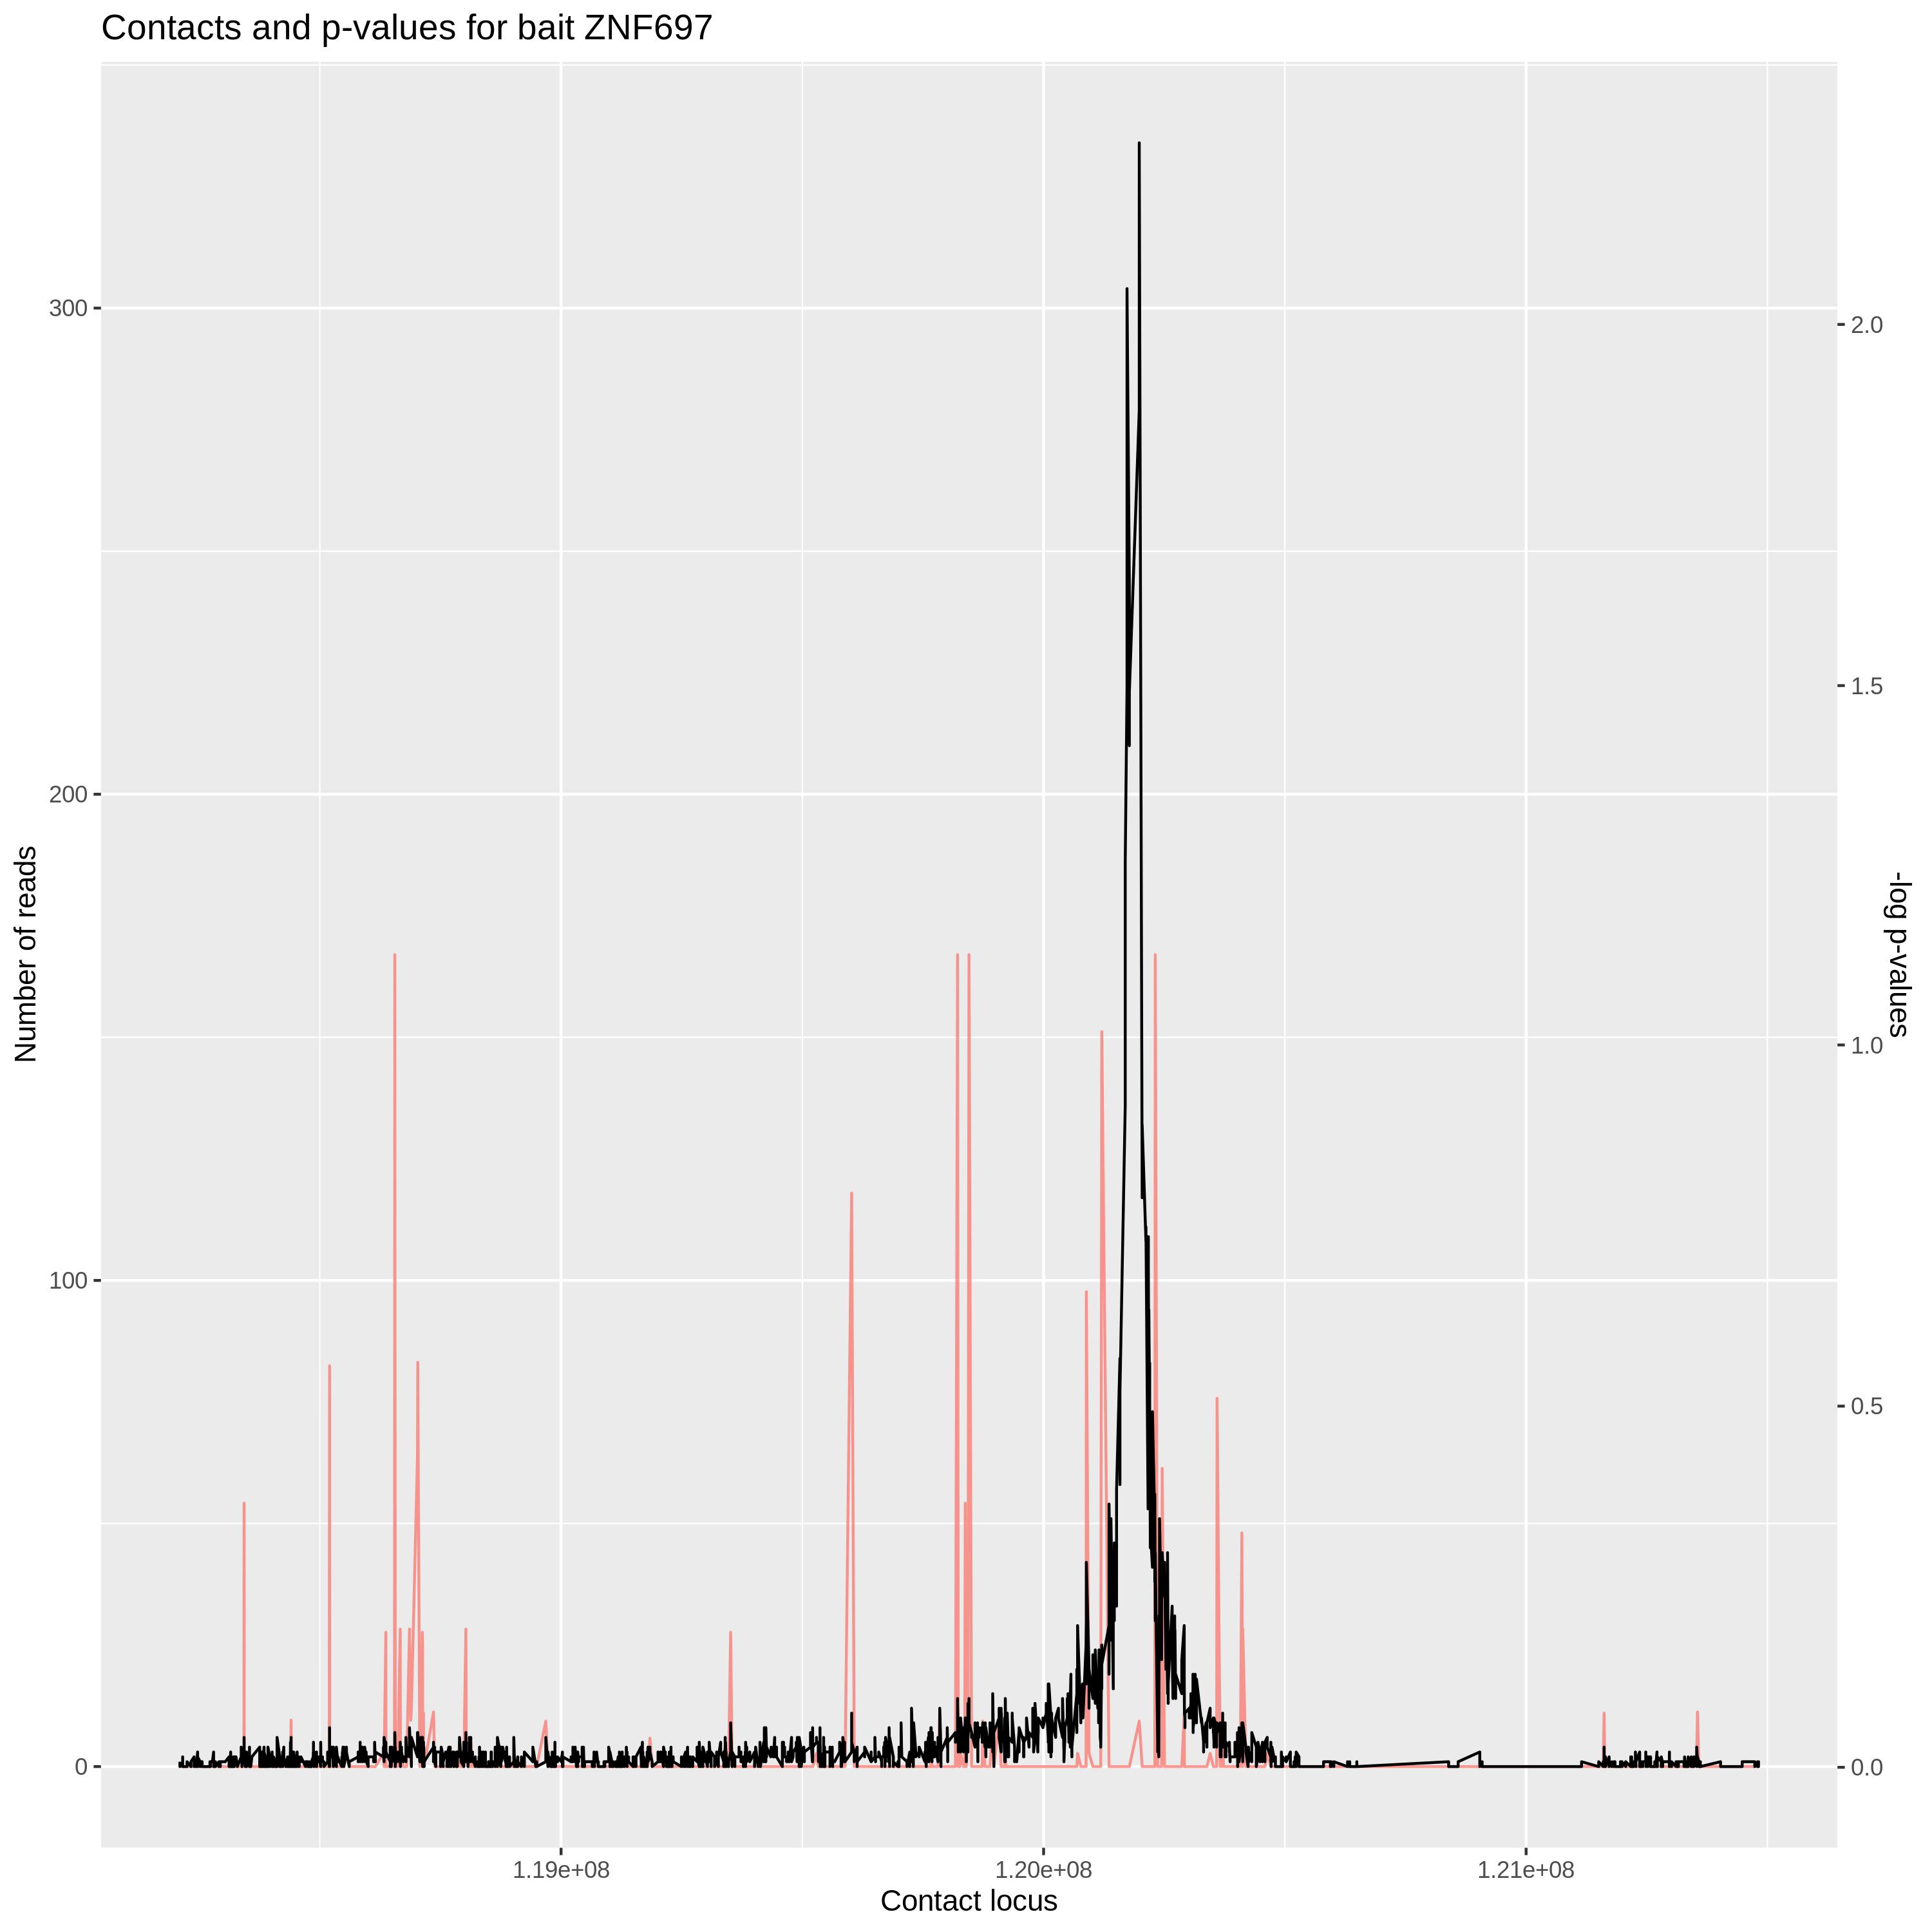 Contacts and p-values for bait ZNF697
Number of reads
300
200
100
0
2.0
1.5
1.0
0.5
0.0
-log p-values
1.19e+08
1.20e+08
1.21e+08
Contact locus